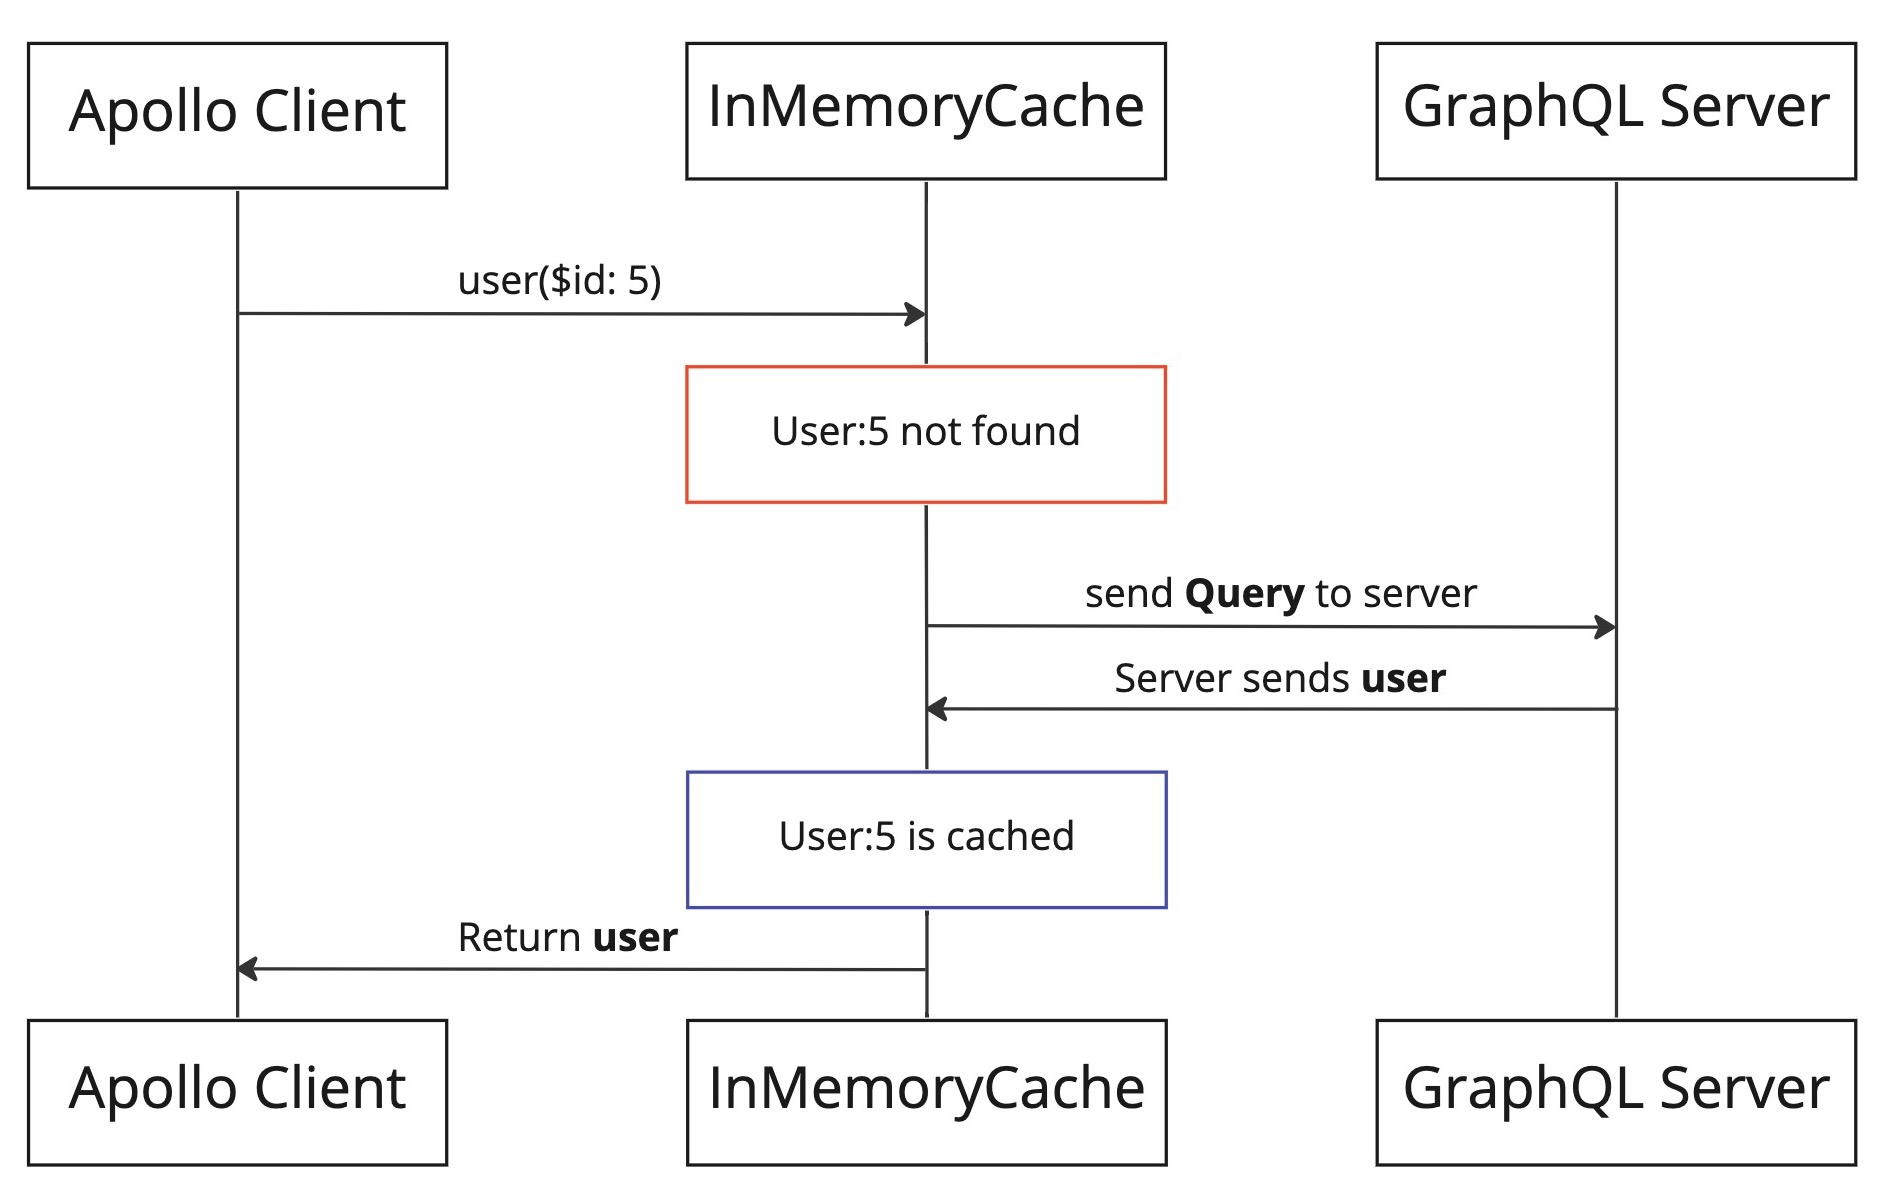 Apollo Client
InMemoryCache
GraphQL Server
user($id: 5)
User:5 not found
send Query to server
Server sends user
User:5 is cached
Return user
Apollo Client
InMemoryCache
GraphQL Server